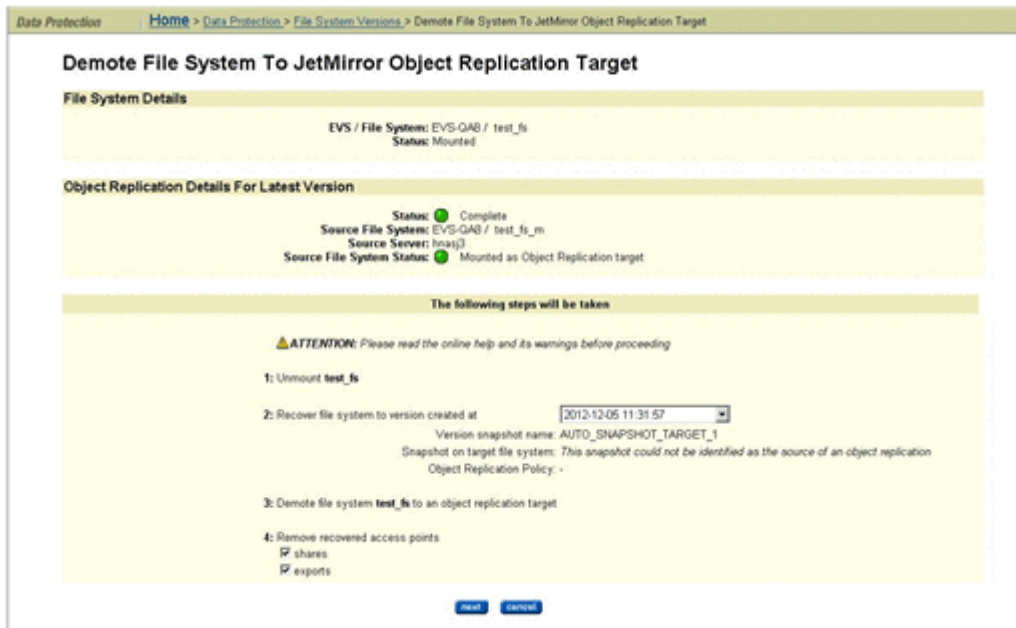 Data Protection Home > Data Protection > File System Versions > Demote File System To JetMirror Object Replication Target
Demote File System To JetMirror Object Replication Target
File System Details
EVS / File System: EVS-QA8 / test_fs
Status: Mounted
Object Replication Details For Latest Version
Status: Complete
Source File System: EVS-QA8 / test_fs_m
Source Server: hnasj3
Source File System Status: Mounted as Object Replication target
The following steps will be taken
ATTENTION: Please read the online help and its warnings before proceeding
1: Unmount test_fs
2: Recover file system to version created at 2012-12-05 11:31:57
Version snapshot name: AUTO_SNAPSHOT_TARGET_1
Snapshot on target file system: This snapshot could not be identified as the source of an object replication
Object Replication Policy: -
3: Demote file system test_fs to an object replication target
4: Remove recovered access points
shares
exports
next cancel